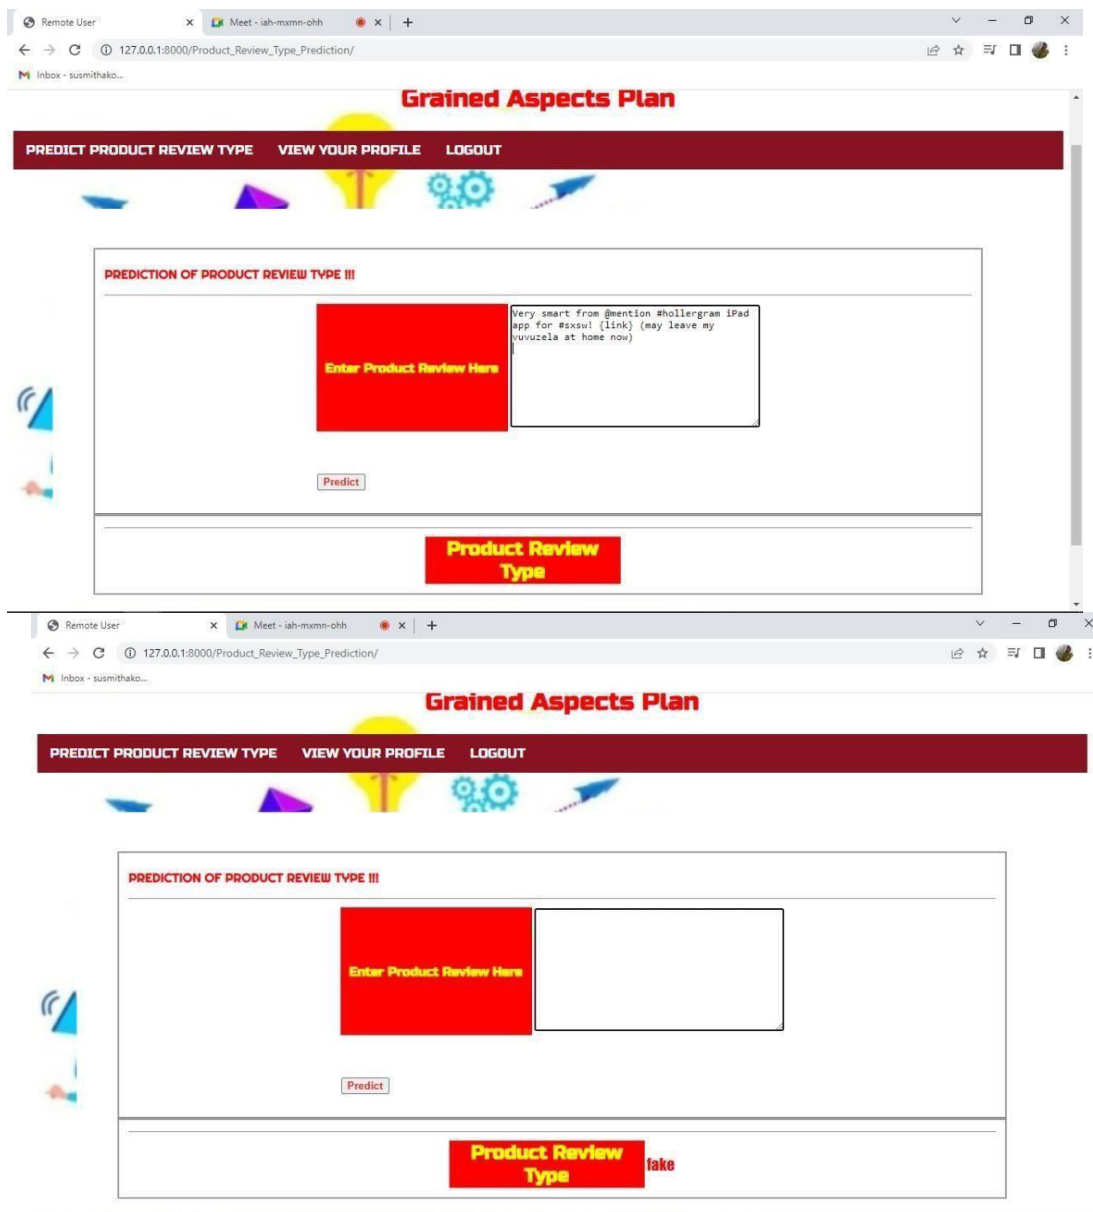 Remote User
Meet - iah-mxmn-ohh
127.0.0.1:8000/Product_Review_Type_Prediction/
Inbox - susmithako...
Grained Aspects Plan
PREDICT PRODUCT REVIEW TYPE VIEW YOUR PROFILE LOGOUT
PREDICTION OF PRODUCT REVIEW TYPE !!!
Enter Product Review Here
Very smart from @mention #hollergram iPad
app for #sxsw! {link} (may leave my
vuvuzela at home now)
Predict
Product Review
Type
Remote User
Meet - iah-mxmn-ohh
127.0.0.1:8000/Product_Review_Type_Prediction/
Inbox - susmithako...
Grained Aspects Plan
PREDICT PRODUCT REVIEW TYPE VIEW YOUR PROFILE LOGOUT
PREDICTION OF PRODUCT REVIEW TYPE !!!
Enter Product Review Here
Predict
Product Review
Type
fake